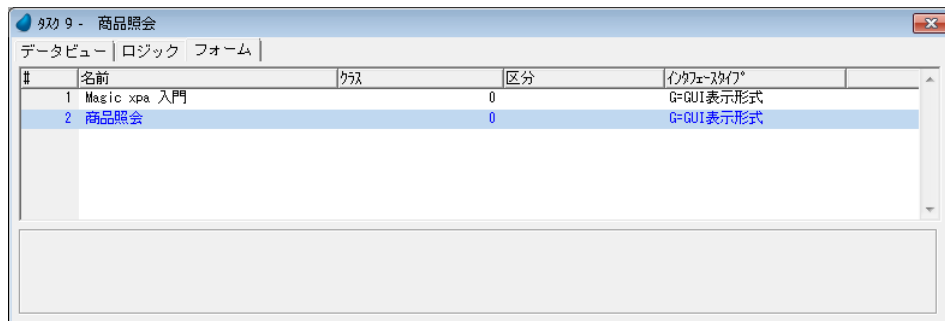 ﾀｽｸ 9 - 商品照会
データビュー ロジック フォーム
# 名前 ｸﾗｽ 区分 ｲﾝﾀﾌｪｰｽﾀｲﾌﾟ
1 Magic xpa 入門 0 G=GUI表示形式
2 商品照会 0 G=GUI表示形式